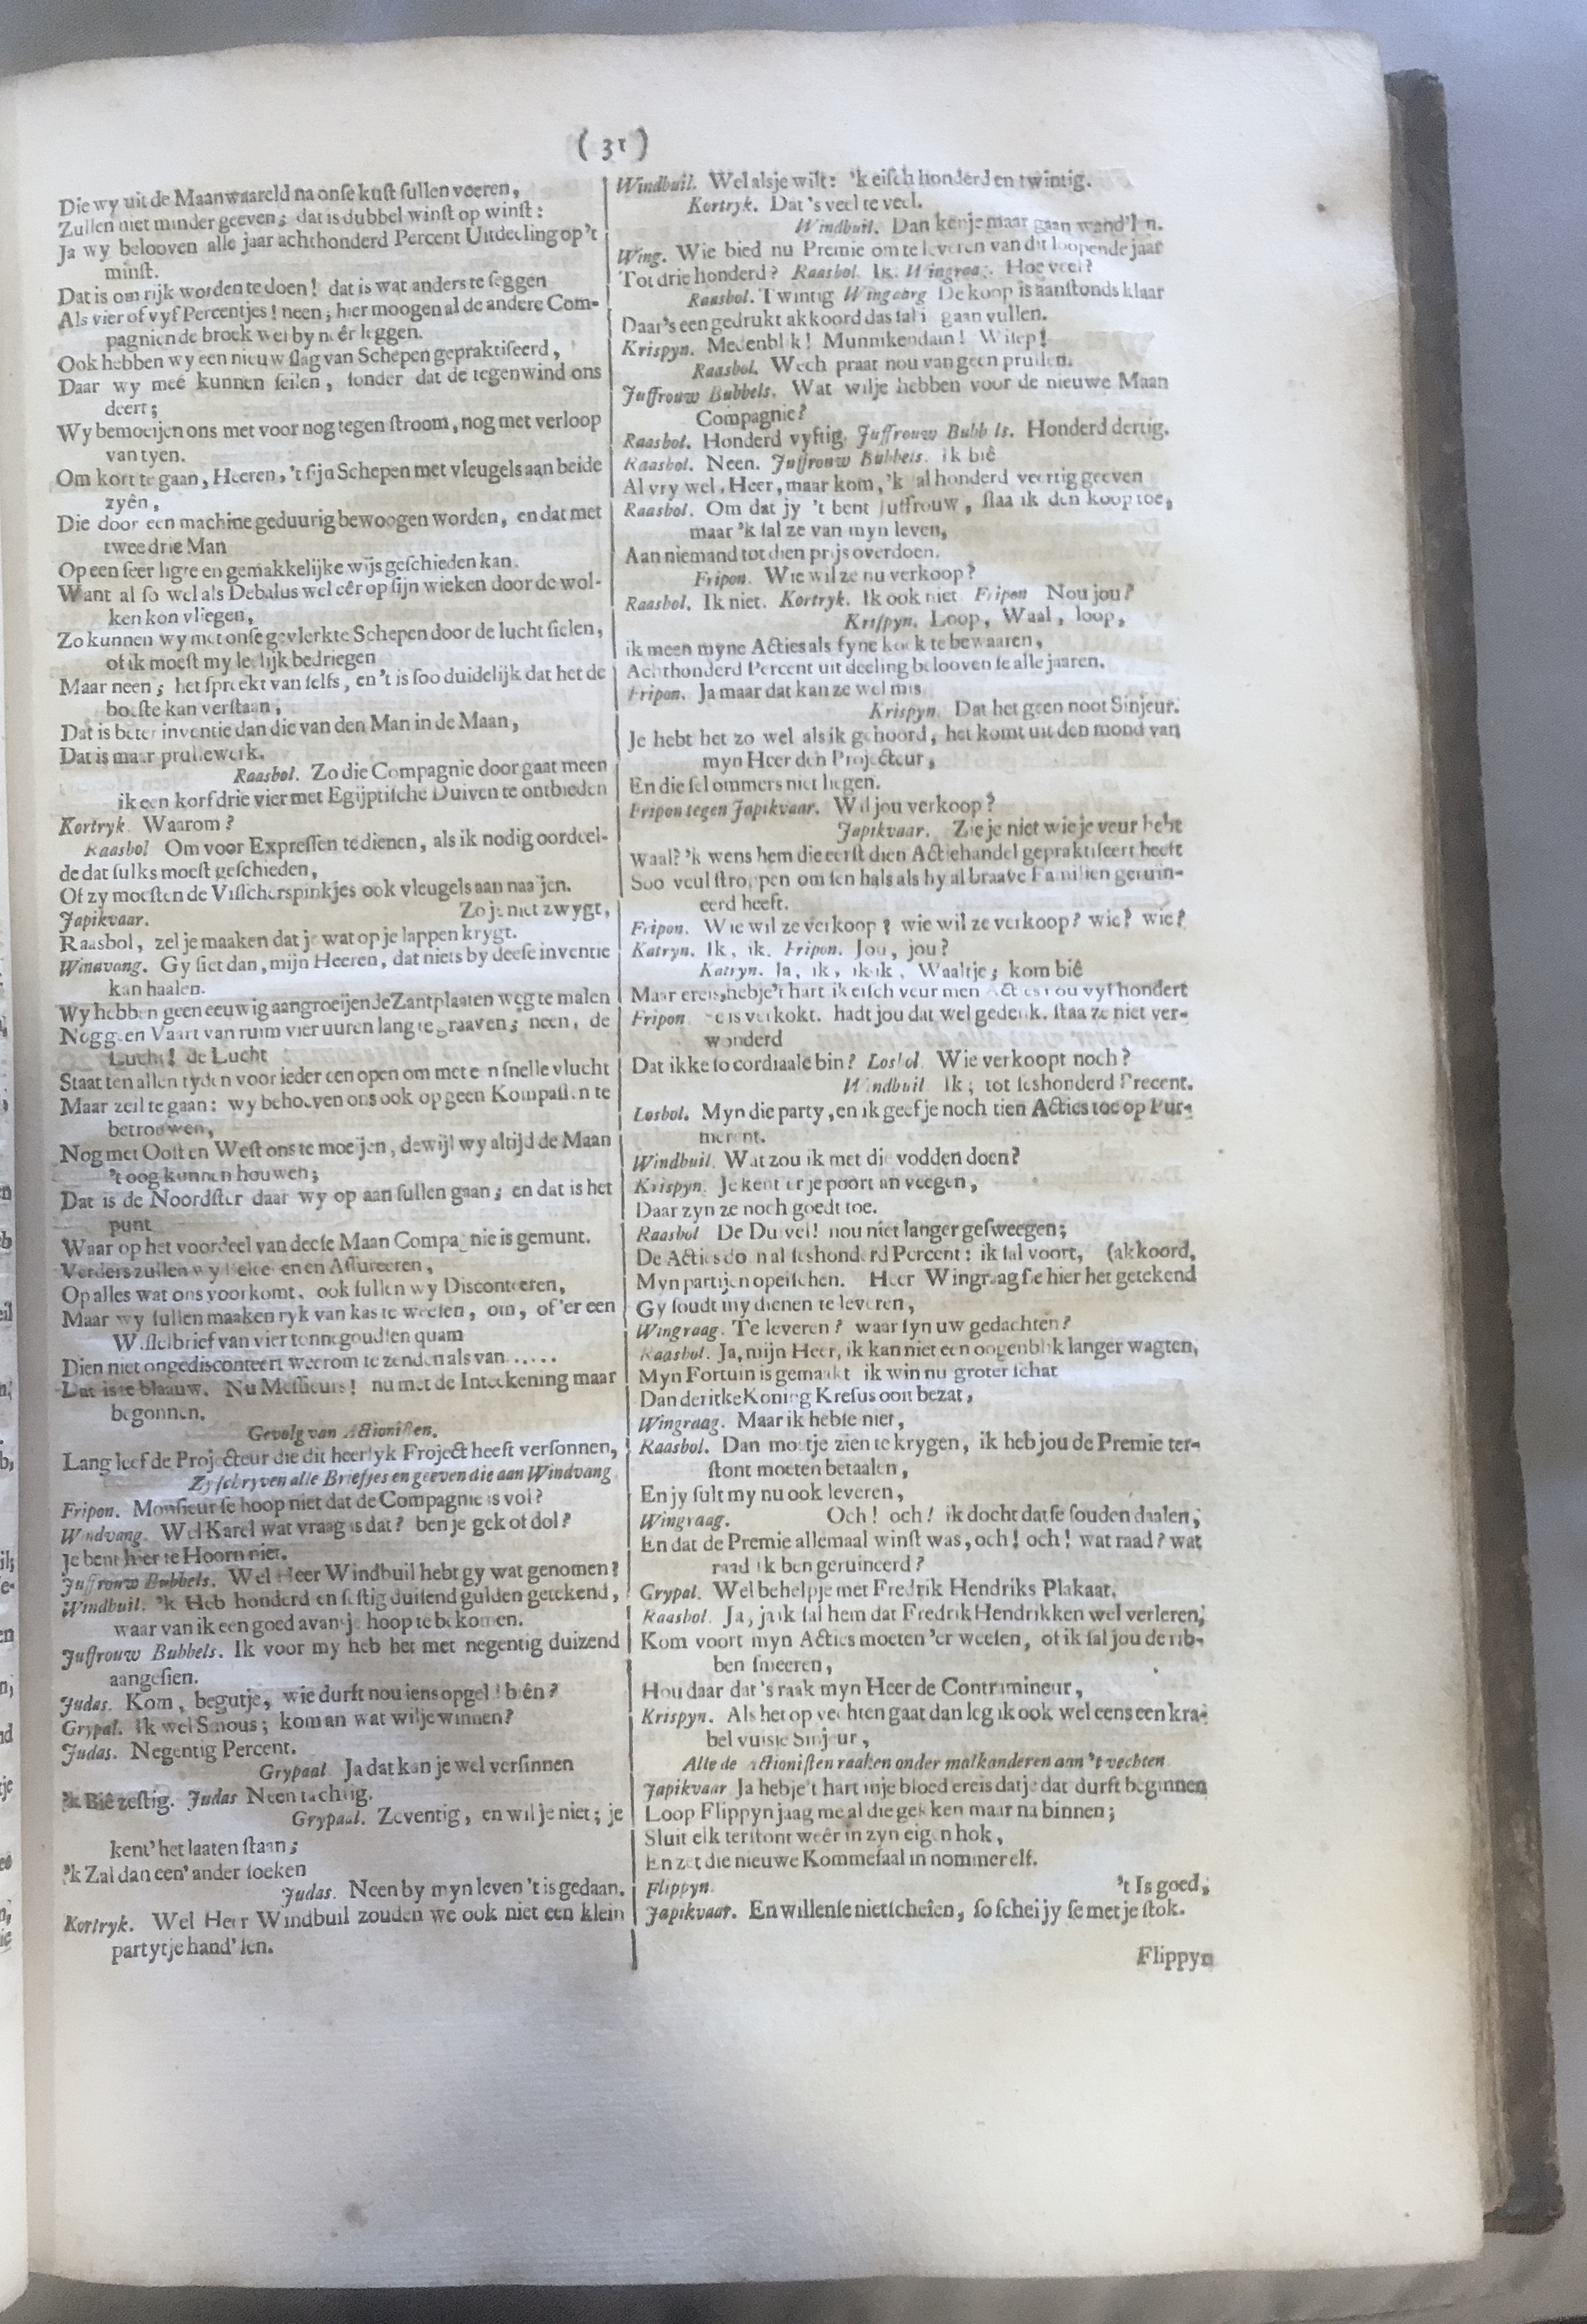 ( 31 )
Die wy uit de Maanwaareld na onse kust sullen voeren,
Zullen niet minder geeven; dat is dubbel winst op winst:
Ja wy belooven alle jaar achthonderd Percent Uitdeeling op 't
minst.
Dat is om rijk worden te doen! dat is wat anders te seggen
Als vier of vyf Percentjes! neen; hier moogen al de andere Com-
pagnien de broek wel by neêr leggen.
Ook hebben wy een nieuw slag van Schepen gepraktiseerd,
Daar wy meê kunnen seilen, sonder dat de tegenwind ons
deert;
Wy bemoeijen ons met voor nog tegen stroom, nog met verloop
van tyen.
Om kort te gaan, Heeren, 't sijn Schepen met vleugels aan beide
zyên,
Die door een machine geduurig bewoogen worden, en dat met
twee drie Man
Op een seer ligte en gemakkelijke wijs geschieden kan.
Want al so wel als Debalus wel eêr op sijn wieken door de wol-
ken kon vliegen,
Zo kunnen wy met onse gevlerkte Schepen door de lucht sielen,
of ik moest my leelijk bedriegen
Maar neen; het spreekt van selfs, en 't is soo duidelijk dat het de
botste kan verstaan,
Dat is beter inventie dan die van den Man in de Maan,
Dat is maar prullewerk.
Raasbol. Zo die Compagnie door gaat meen
ik een korf drie vier met Egijptische Duiven te ontbieden
Kortryk. Waarom?
Raasbol Om voor Expressen te dienen, als ik nodig oordeel-
de dat sulks moest geschieden,
Of zy moesten de Visscherspinkjes ook vleugels aan naaijen.
Japikvaar. Zo je niet zwygt,
Raasbol, zel je maaken dat je wat op je lappen krygt.
Windvang. Gy siet dan, mijn Heeren, dat niets by deese inventie
kan haalen.
Wy hebben geen eeuwig aangroeijende Zantplaaten weg te malen
Nog geen Vaart van ruim vier uuren lang te graaven; neen, de
Lucht! de Lucht
Staat ten allen tyden voor ieder een open om met een snelle vlucht
Maar zeil te gaan: wy behoeven ons ook op geen Kompassen te
betrouwen,
Nog met Oost en West ons te moeijen, dewijl wy altijd de Maan
't oog kunnen houwen;
Dat is de Noordster daar wy op aan sullen gaan; en dat is het
punt
Waar op het voordeel van deese Maan Compagnie is gemunt.
Verders zullen wy en en Assureeren,
Op alles wat ons voorkomt, ook sullen wy Disconteeren,
Maar wy sullen maaken ryk van kas te weesen, om, of 'er een
Wisselbrief van vier tonne goudsen quam
Dien niet ongedisconteert weerom te zenden als van......
Dat is te blaauw. Nu Messieurs! nu met de Inteekening maar
begonnen.
Gevolg van Actionisten.
Lang leef de Projecteur die dit heerlyk Project heeft versonnen,
Zy schryven alle Briefjes en geeven die aan Windvang
Fripon. Monsieur se hoop niet dat de Compagnie is vol?
Windvang. Wel Karel wat vraag is dat? ben je gek of dol?
Je bent hier te Hoorn niet.
Juffrouw Bubbels. Wel Heer Windbuil hebt gy wat genomen?
Windbuil. 'k Heb honderd en sestig duisend gulden getekend,
waar van ik een goed avantje hoop te bekomen.
Juffrouw Bubbels. Ik voor my heb het met negentig duizend
aangesien.
Judas. Kom, begutje, wie durft nou iens opgelt biên?
Grypal. Ik wel Smous; kom an wat wilje winnen?
Judas. Negentig Percent.
Grypaal Ja dat kan je wel versinnen
'k Biê zestig. Judas Neen tachtig.
Grypaal. Zeventig, en wil je niet; je
kent' het laaten staan;
'k Zal dan een' ander soeken
Judas. Neen by myn leven 't is gedaan.
Kortryk. Wel Heer Windbuil zouden we ook niet een klein
partytje hand'len.
Windbuil. Wel alsje wilt: 'k eisch honderd en twintig.
Kortryk. Dat 's veel te veel.
Windbuil. Dan kenje maar gaan wand'len.
Wing. Wie bied nu Premie om te leveren van dit loopende jaar
Tot drie honderd? Raasbol. Ik. Wingraag. Hoe veel?
Raasbol. Twintig Wingaarg De koop is aanstonds klaar
Daar's een gedrukt akkoord das sal i gaan vullen.
Krispyn. Medenblik! Munnikendam! Wesep!
Raasbol. Wech praat nou van geen prullen.
Juffrouw Bubbels. Wat wilje hebben voor de nieuwe Maan
Compagnie?
Raasbol. Honderd vyftig. Juffrouw Bubbels. Honderd dertig.
Raasbol. Neen. Juffrouw Bubbels. ik biê
Al vry wel, Heer, maar kom, 'k sal honderd veertig geeven
Raasbol. Om dat jy 't bent Juffrouw, slaa ik den koop toe,
maar 'k sal ze van myn leven,
Aan niemand tot dien prijs overdoen.
Fripon. Wie wil ze nu verkoop?
Raasbol. Ik niet. Kortryk. Ik ook niet Fripon Nou jou?
Krispyn. Loop, Waal, loop,
ik meen myne Acties als fyne koek te bewaaren,
Achthonderd Percent uit deeling belooven se alle jaaren.
Fripon. Ja maar dat kan ze wel mis
Krispyn. Dat het geen noot Sinjeur.
Je hebt het zo wel als ik gehoord, het komt uit den mond van
myn Heer den Projecteur,
En die sel ommers niet liegen.
Fripon tegen Japikvaar. Wil jou verkoop?
Japikvaar. Zie je niet wie je veur hebt
Waal? 'k wens hem die eerst dien Actiehandel gepraktiseert heeft
Soo veul stroppen om sen hals als hy al braave Familien geruin-
eerd heeft.
Fripon. Wie wil ze verkoop? wie wil ze verkoop? wie? wie?
Katryn. Ik, ik. Fripon. Jou, jou?
Katryn. Ja, ik, ik ik, Waaltje; kom biê
Maar ereis, hebje't hart ik eisch veur men Acties nou vyf hondert
Fripon is verkokt. hadt jou dat wel gedenk. staa ze niet ver-
wonderd
Dat ikke so cordiaale bin? Losbol. Wie verkoopt noch?
Windbuil. Ik; tot seshonderd Precent.
Losbol. Myn die party, en ik geef je noch tien Acties toe op Pur-
merent.
Windbuil. Wat zou ik met die vodden doen?
Krispyn. Je kent er je poort an veegen,
Daar zyn ze noch goedt toe.
Raasbol De Duivel! nou niet langer gesweegen;
De Acties doen al seshonderd Percent: ik sal voort, (akkoord,
Myn partijen opeischen. Heer Wingraag sie hier het getekend
Gy soudt my dienen te leveren,
Wingraag. Te leveren? waar syn uw gedachten?
Raasbol. Ja, mijn Heer, ik kan niet een oogenblik langer wagten,
Myn Fortuin is gemaakt ik win nu groter schat
Dan de ritke Koning Kresus ooit bezat,
Wingraag. Maar ik hebse niet,
Raasbol. Dan moetje zien te krygen, ik heb jou de Premie ter-
stont moeten betaalen,
En jy sult my nu ook leveren,
Wingraag. Och! och! ik docht datse souden daalen;
En dat de Premie allemaal winst was, och! och! wat raad? wat
raad ik ben geruineerd?
Grypal. Wel behelpje met Fredrik Hendriks Plakaat.
Raasbol. Ja, ja ik sal hem dat Fredrik Hendrikken wel verleren;
Kom voort myn Acties moeten 'er weesen, of ik sal jou de rib-
ben smeeren,
Hou daar dat 's raak myn Heer de Contramineur,
Krispyn. Als het op vechten gaat dan leg ik ook wel eens een kra-
bel vuisje Sinjeur,
Alle de Actionisten raaken onder malkanderen aan 't vechten
Japikvaar Ja hebje't hart inje bloed ereis datje dat durft beginnen
Loop Flippyn jaag me al die gekken maar na binnen;
Sluit elk terstont weêr in zyn eigen hok,
En zet die nieuwe Kommesaal in nommer elf.
Flippyn. 't Is goed,
Japikvaar. En willense niet scheien, so schei jy se met je stok.
Flippyn